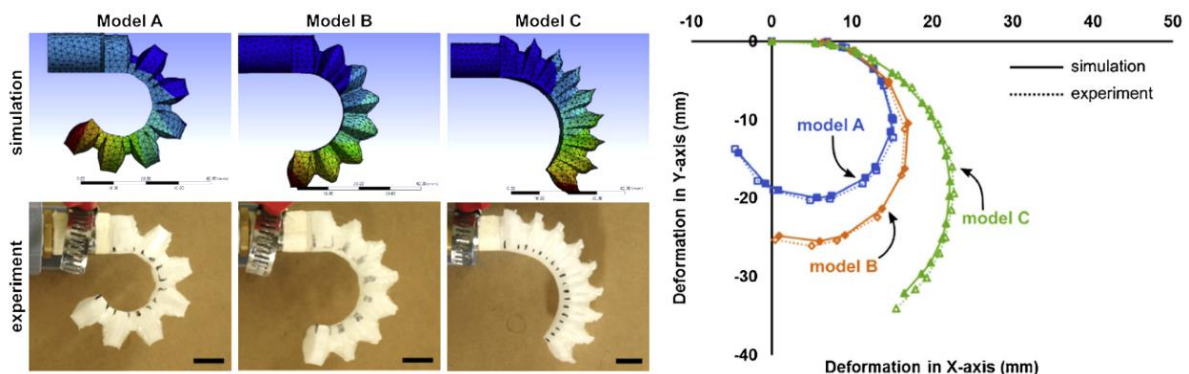 Model A Model B Model C
simulation
experiment
-10 0 10 20 30 40 50
0
-10
-20
-30
-40
Deformation in Y-axis (mm)
Deformation in X-axis (mm)
simulation
experiment
model A
model B
model C